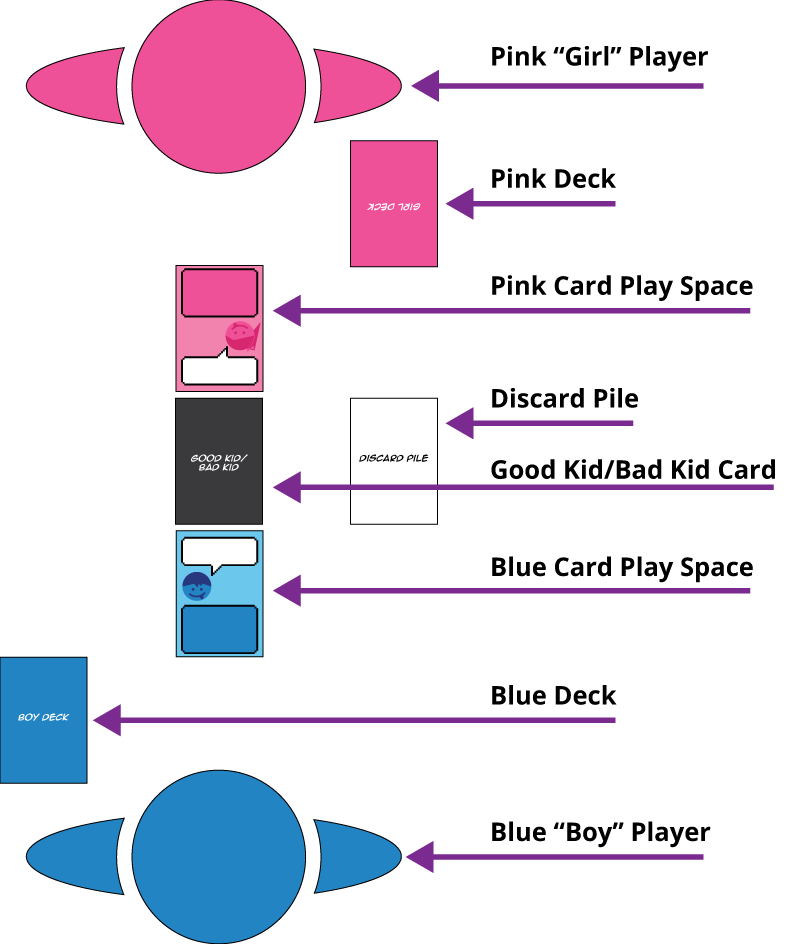 Pink “Girl” Player
Pink Deck
GIRL DECK
Pink Card Play Space
Discard Pile
GOOD KID/
BAD KID
DISCARD PILE
Good Kid/Bad Kid Card
Blue Card Play Space
Blue Deck
BOY DECK
Blue “Boy” Player